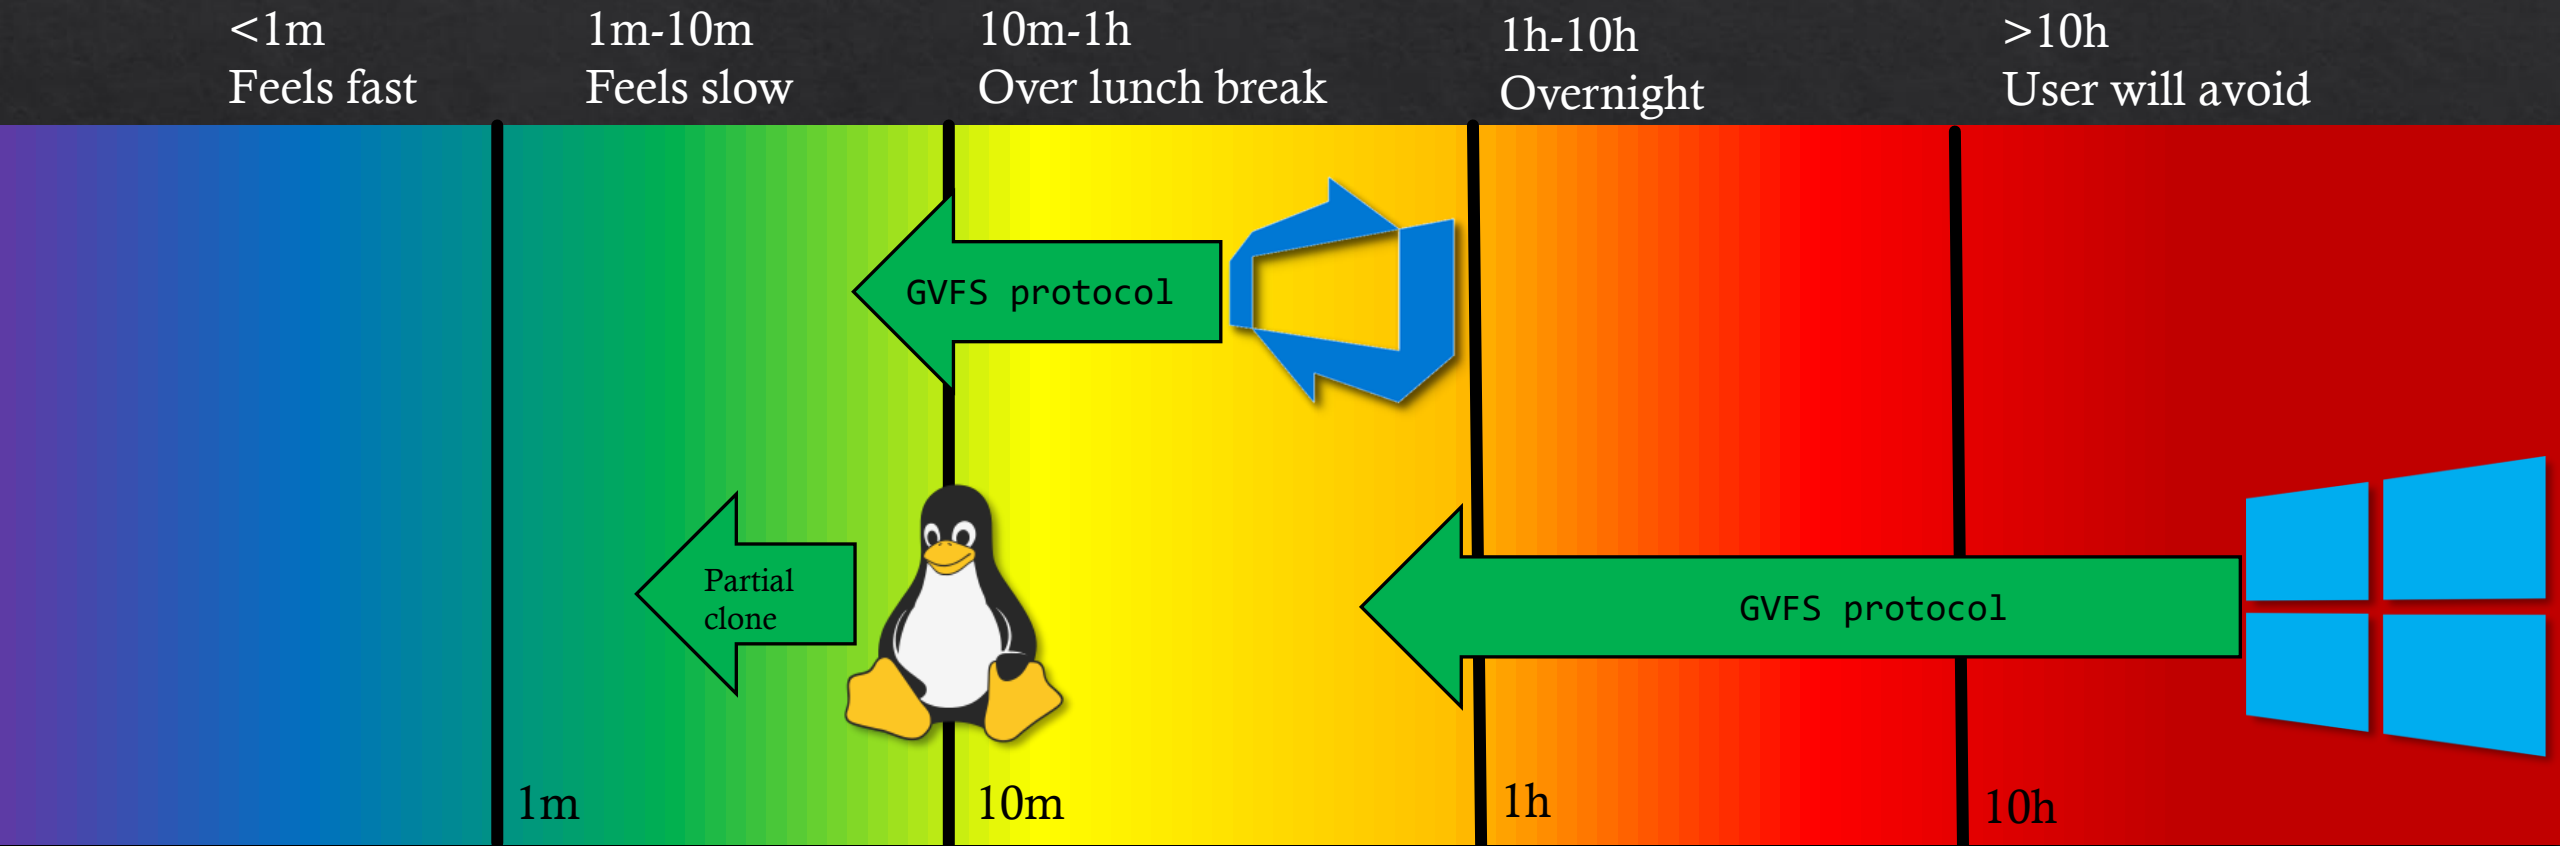 <1m
Feels fast
1m-10m
Feels slow
10m-1h
Over lunch break
1h-10h
Overnight
>10h
User will avoid
GVFS protocol
Partial
clone
GVFS protocol
1m
10m
1h
10h